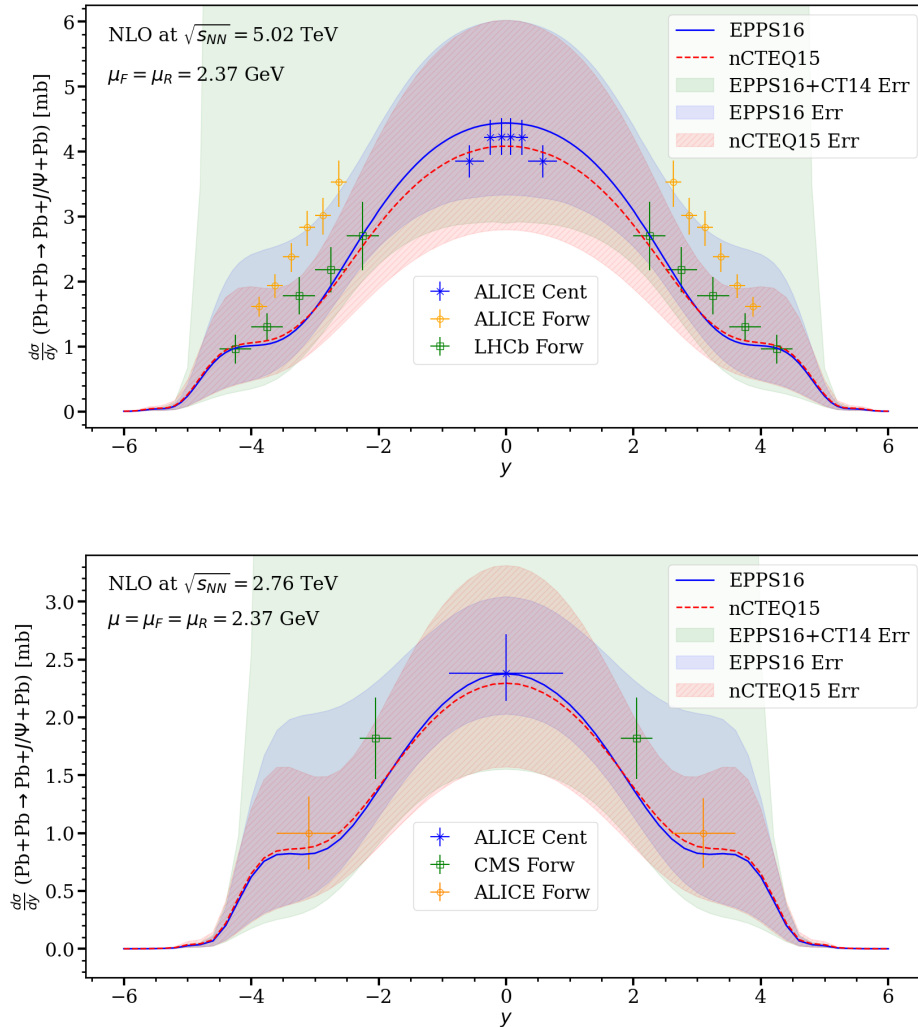 NLO at √s_NN = 5.02 TeV
μ_F = μ_R = 2.37 GeV
EPPS16
nCTEQ15
EPPS16+CT14 Err
EPPS16 Err
nCTEQ15 Err
ALICE Cent
ALICE Forw
LHCb Forw
dσ/dy (Pb+Pb→Pb+J/Ψ+Pb) [mb]
6
5
4
3
2
1
0
−6 −4 −2 0 2 4 6
y
NLO at √s_NN = 2.76 TeV
μ = μ_F = μ_R = 2.37 GeV
EPPS16
nCTEQ15
EPPS16+CT14 Err
EPPS16 Err
nCTEQ15 Err
ALICE Cent
CMS Forw
ALICE Forw
dσ/dy (Pb+Pb→Pb+J/Ψ+Pb) [mb]
3.0
2.5
2.0
1.5
1.0
0.5
0.0
−6 −4 −2 0 2 4 6
y